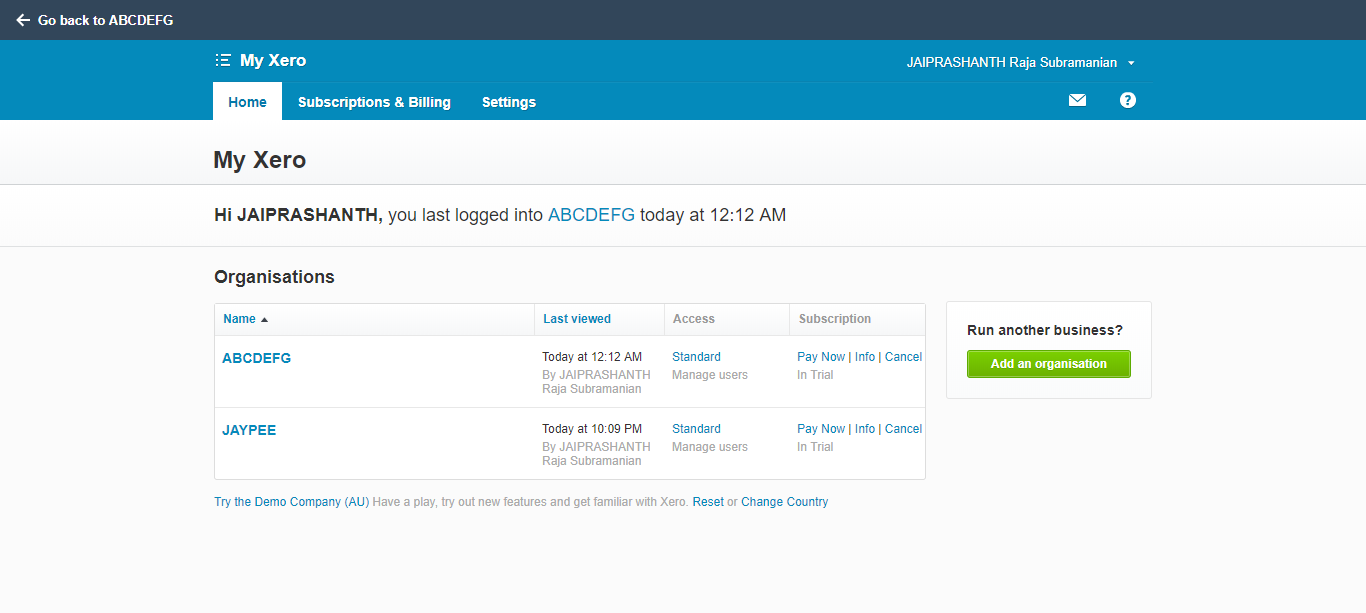 Go back to ABCDEFG
My Xero
JAIPRASHANTH Raja Subramanian
Home Subscriptions & Billing Settings
?
My Xero
Hi JAIPRASHANTH, you last logged into ABCDEFG today at 12:12 AM
Organisations
Name Last viewed Access Subscription
ABCDEFG Today at 12:12 AM Standard Pay Now | Info | Cancel
By JAIPRASHANTH Manage users In Trial
Raja Subramanian
JAYPEE Today at 10:09 PM Standard Pay Now | Info | Cancel
By JAIPRASHANTH Manage users In Trial
Raja Subramanian
Run another business?
Add an organisation
Try the Demo Company (AU) Have a play, try out new features and get familiar with Xero. Reset or Change Country